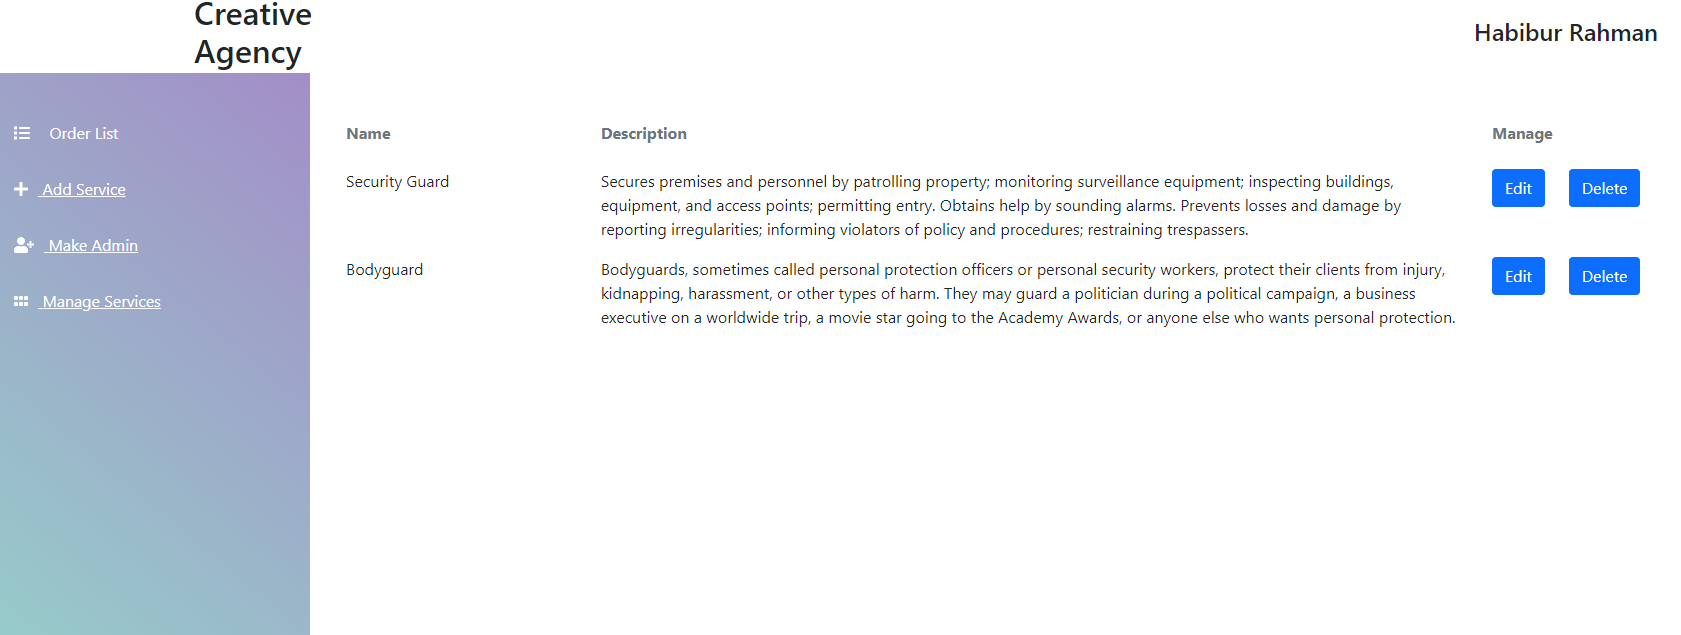 Creative
Agency
Habibur Rahman
Order List
Add Service
Make Admin
Manage Services
Name Description Manage
Security Guard Secures premises and personnel by patrolling property; monitoring surveillance equipment; inspecting buildings, Edit Delete
equipment, and access points; permitting entry. Obtains help by sounding alarms. Prevents losses and damage by
reporting irregularities; informing violators of policy and procedures; restraining trespassers.
Bodyguard Bodyguards, sometimes called personal protection officers or personal security workers, protect their clients from injury, Edit Delete
kidnapping, harassment, or other types of harm. They may guard a politician during a political campaign, a business
executive on a worldwide trip, a movie star going to the Academy Awards, or anyone else who wants personal protection.